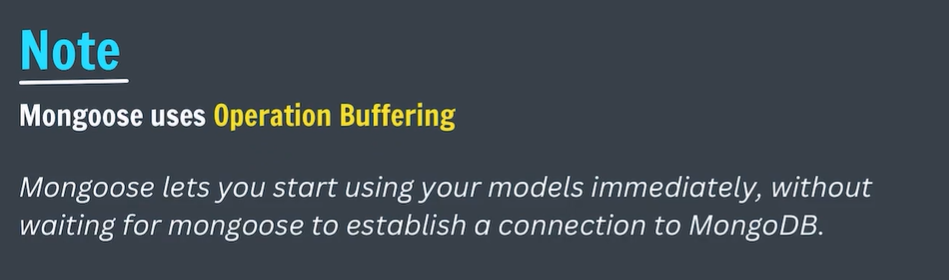 Note
Mongoose uses Operation Buffering
Mongoose lets you start using your models immediately, without
waiting for mongoose to establish a connection to MongoDB.